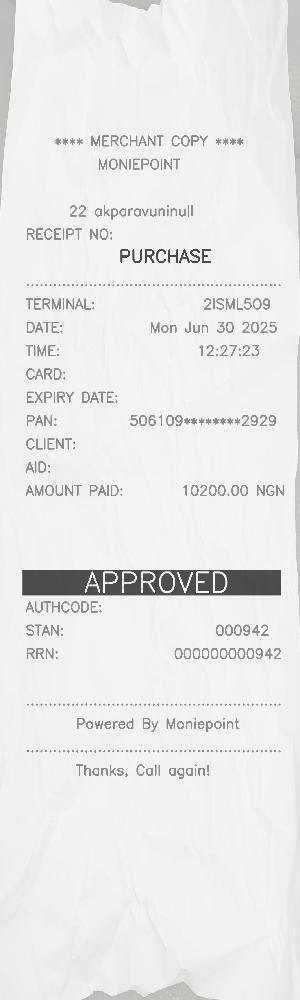 **** MERCHANT COPY ****
MONIEPOINT
22 akparavuninull
RECEIPT NO:
PURCHASE
TERMINAL: 2ISML5O9
DATE: Mon Jun 30 2025
TIME: 12:27:23
CARD:
EXPIRY DATE:
PAN: 506109********2929
CLIENT:
AID:
AMOUNT PAID: 10200.00 NGN
APPROVED
AUTHCODE:
STAN: 000942
RRN: 000000000942
Powered By Moniepoint
Thanks, Call again!